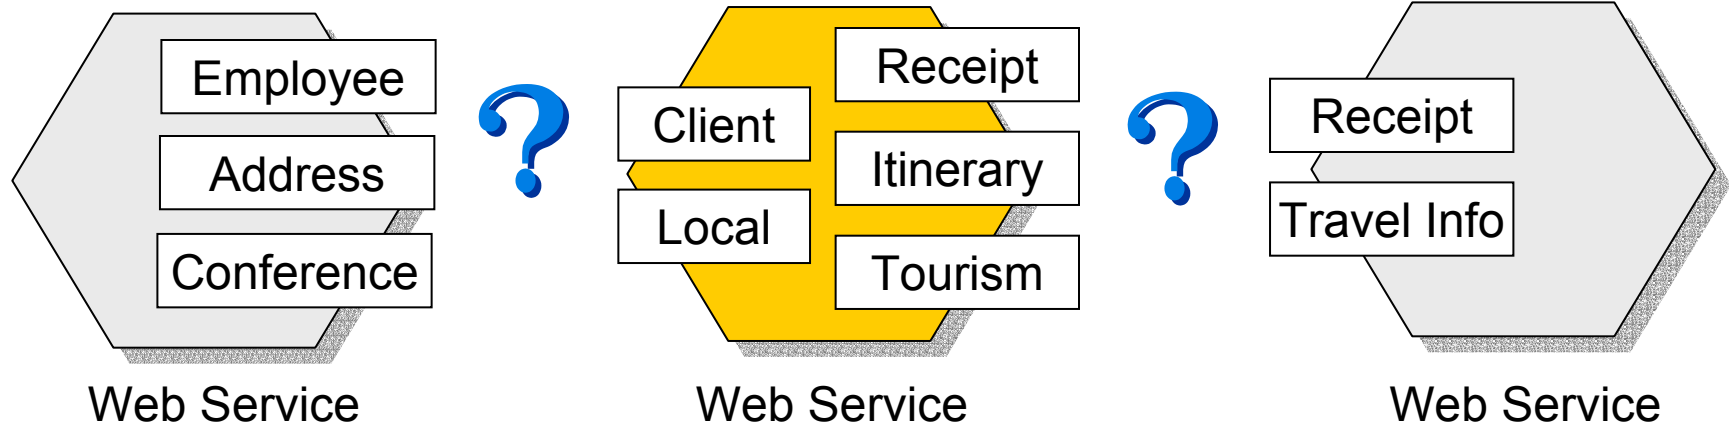 Employee
Address
Conference
Web Service
?
Client
Local
Receipt
Itinerary
Tourism
Web Service
?
Receipt
Travel Info
Web Service